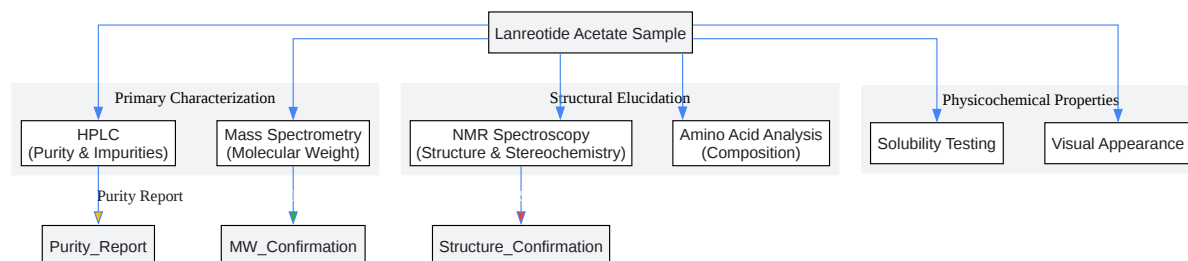 Lanreotide Acetate Sample
Primary Characterization
Structural Elucidation
Physicochemical Properties
HPLC
(Purity & Impurities)
Mass Spectrometry
(Molecular Weight)
NMR Spectroscopy
(Structure & Stereochemistry)
Amino Acid Analysis
(Composition)
Solubility Testing
Visual Appearance
Purity Report
Purity_Report
MW_Confirmation
Structure_Confirmation